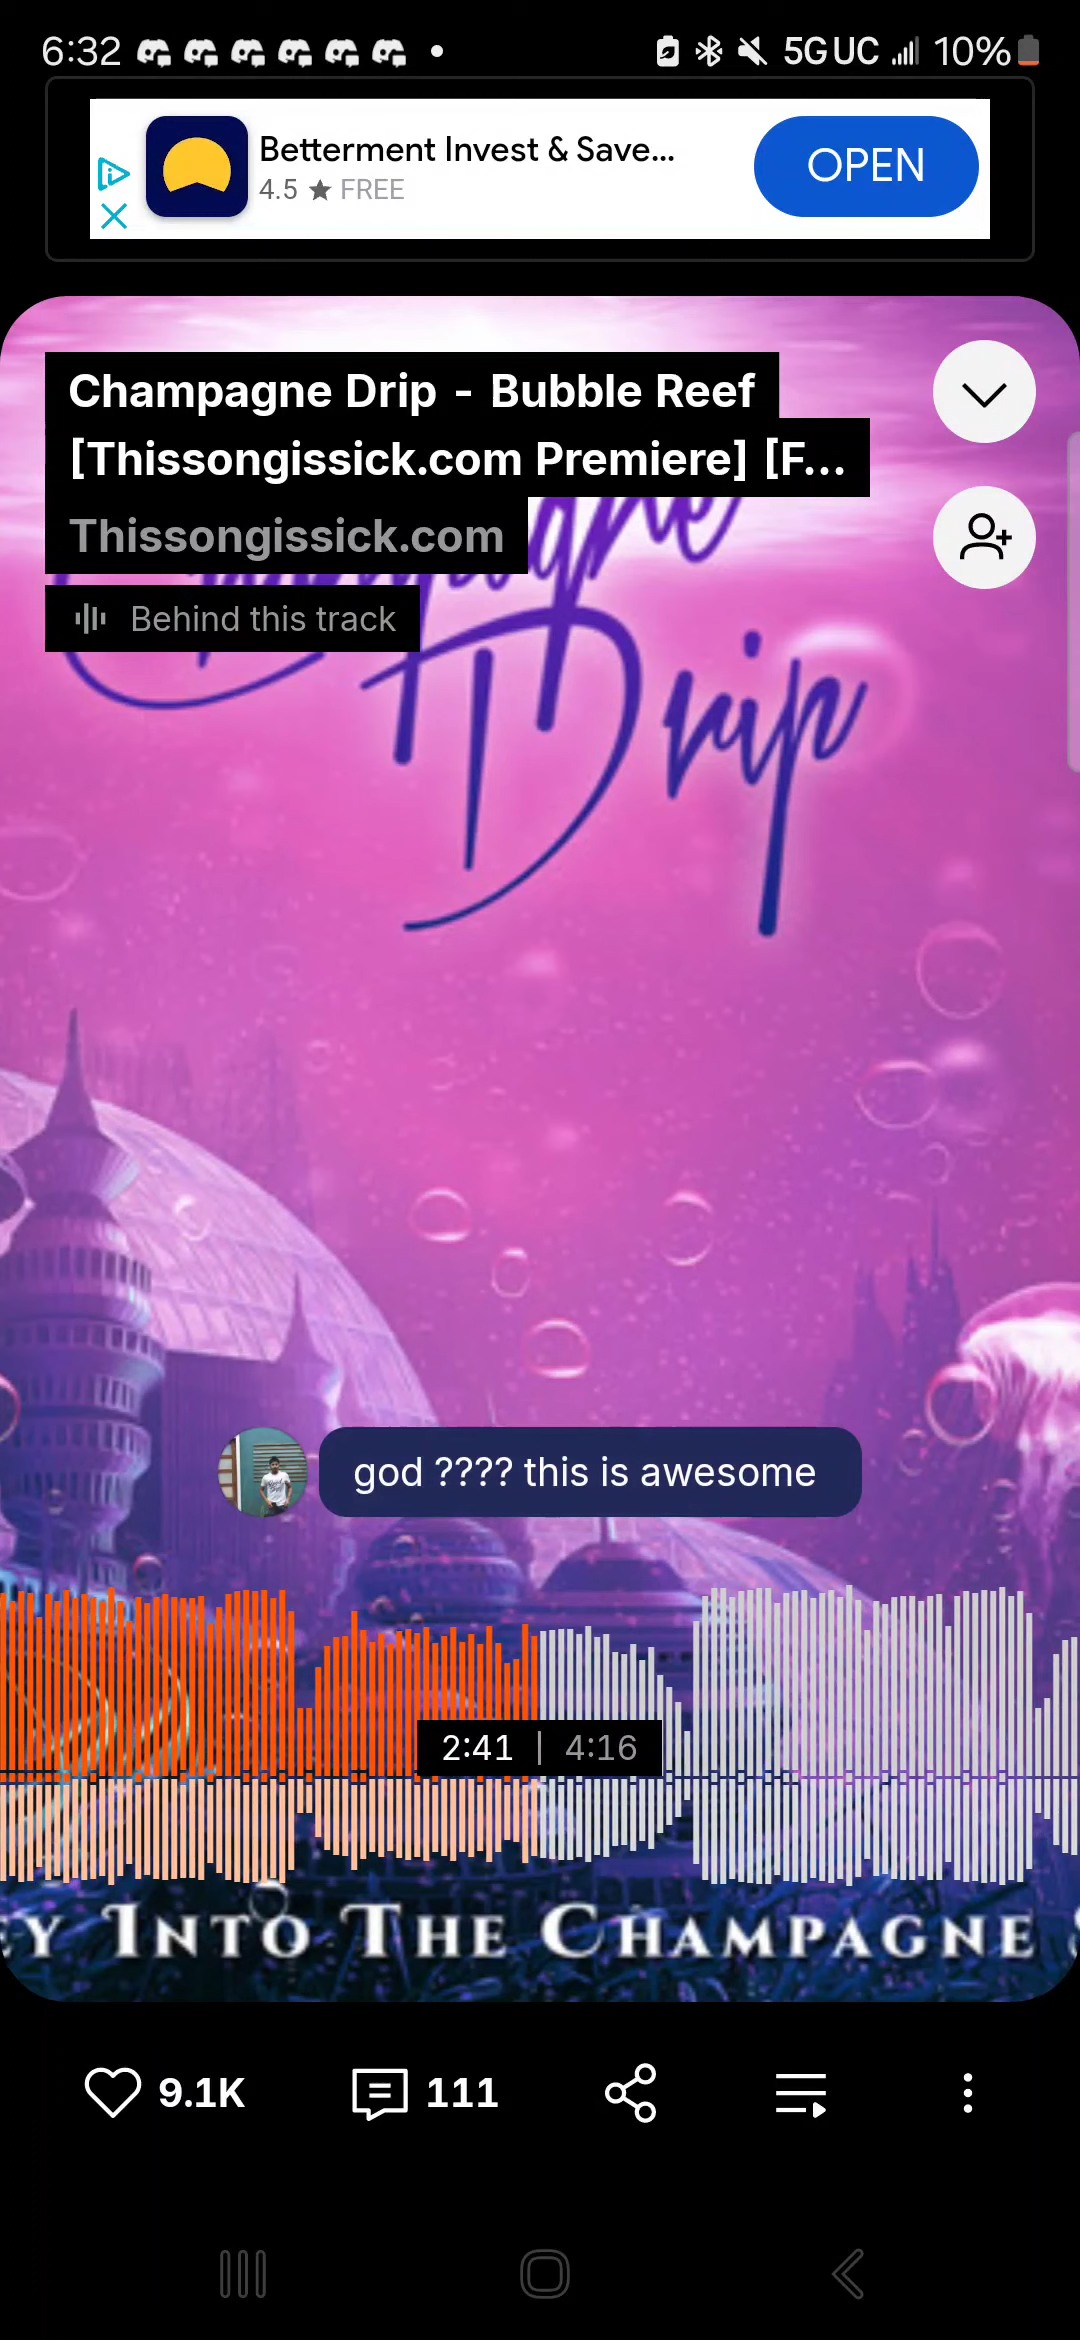 6:32
5G UC
10%
Betterment Invest & Save...
4.5 ★ FREE
OPEN
Champagne Drip - Bubble Reef
[Thissongissick.com Premiere] [F...
Thissongissick.com
Behind this track
Drip
god ???? this is awesome
2:41 | 4:16
EY INTO THE CHAMPAGNE
9.1K
111